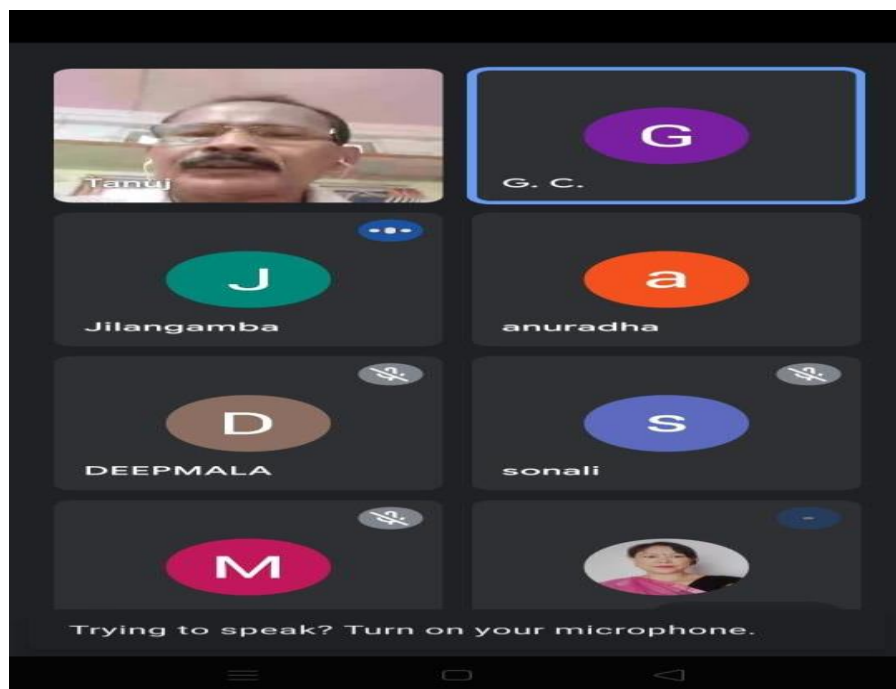 Tanuj
G
G. C.
J
Jilangamba
a
anuradha
D
DEEPMALA
s
sonali
M
Trying to speak? Turn on your microphone.